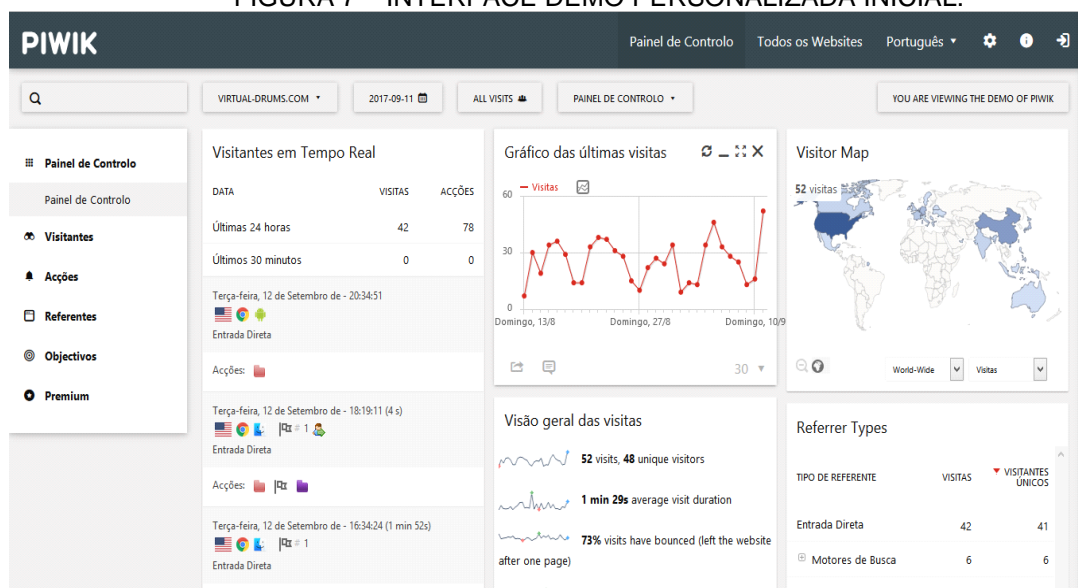 FIGURA 7 – INTERFACE DEMO PERSONALIZADA INICIAL.
PIWIK
Painel de Controlo
Todos os Websites
Português
VIRTUAL-DRUMS.COM
2017-09-11
ALL VISITS
PAINEL DE CONTROLO
YOU ARE VIEWING THE DEMO OF PIWIK
Painel de Controlo
Painel de Controlo
Visitantes
Acções
Referentes
Objectivos
Premium
Visitantes em Tempo Real
DATA VISITAS ACÇÕES
Últimas 24 horas 42 78
Últimos 30 minutos 0 0
Terça-feira, 12 de Setembro de - 20:34:51
Entrada Direta
Acções:
Terça-feira, 12 de Setembro de - 18:19:11 (4 s)
# 1
Entrada Direta
Acções:
Terça-feira, 12 de Setembro de - 16:34:24 (1 min 52s)
# 1
Entrada Direta
Gráfico das últimas visitas
60 Visitas
30
0
Domingo, 13/8 Domingo, 27/8 Domingo, 10/9
30
Visão geral das visitas
52 visits, 48 unique visitors
1 min 29s average visit duration
73% visits have bounced (left the website
after one page)
Visitor Map
52 visitas
World-Wide Visitas
Referrer Types
TIPO DE REFERENTE VISITAS VISITANTES
ÚNICOS
Entrada Direta 42 41
Motores de Busca 6 6